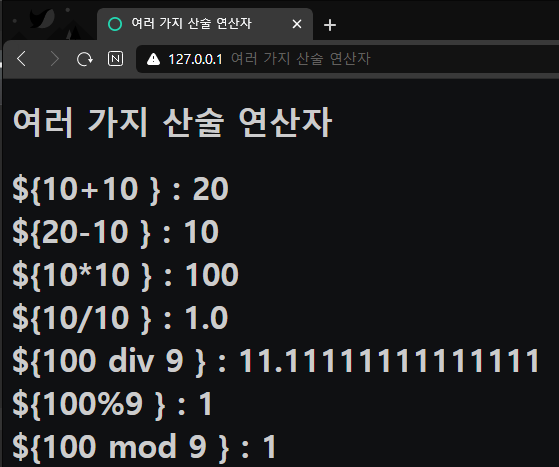 여러 가지 산술 연산자
N
127.0.0.1 여러 가지 산술 연산자
여러 가지 산술 연산자
${10+10 } : 20
${20-10 } : 10
${10*10 } : 100
${10/10 } : 1.0
${100 div 9 } : 11.11111111111111
${100%9 } : 1
${100 mod 9 } : 1